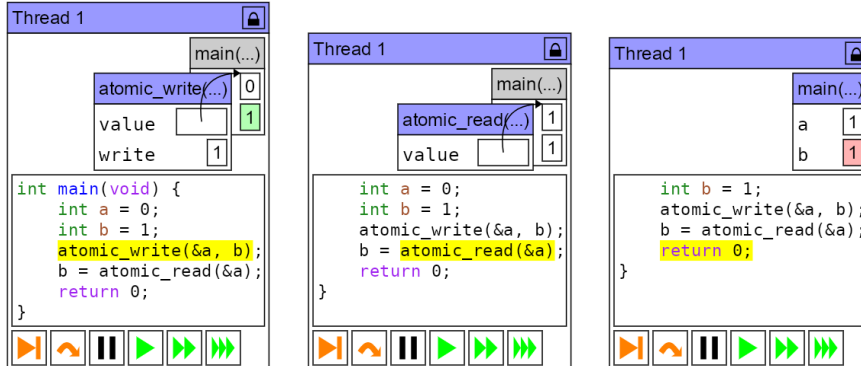 Thread 1
main(...)
atomic_write(...)
0
value
1
write
1
int main(void) {
int a = 0;
int b = 1;
atomic_write(&a, b);
b = atomic_read(&a);
return 0;
}
Thread 1
main(...)
atomic_read(...)
1
value
1
int a = 0;
int b = 1;
atomic_write(&a, b);
b = atomic_read(&a);
return 0;
}
Thread 1
main(...)
a
1
b
1
int b = 1;
atomic_write(&a, b);
b = atomic_read(&a);
return 0;
}